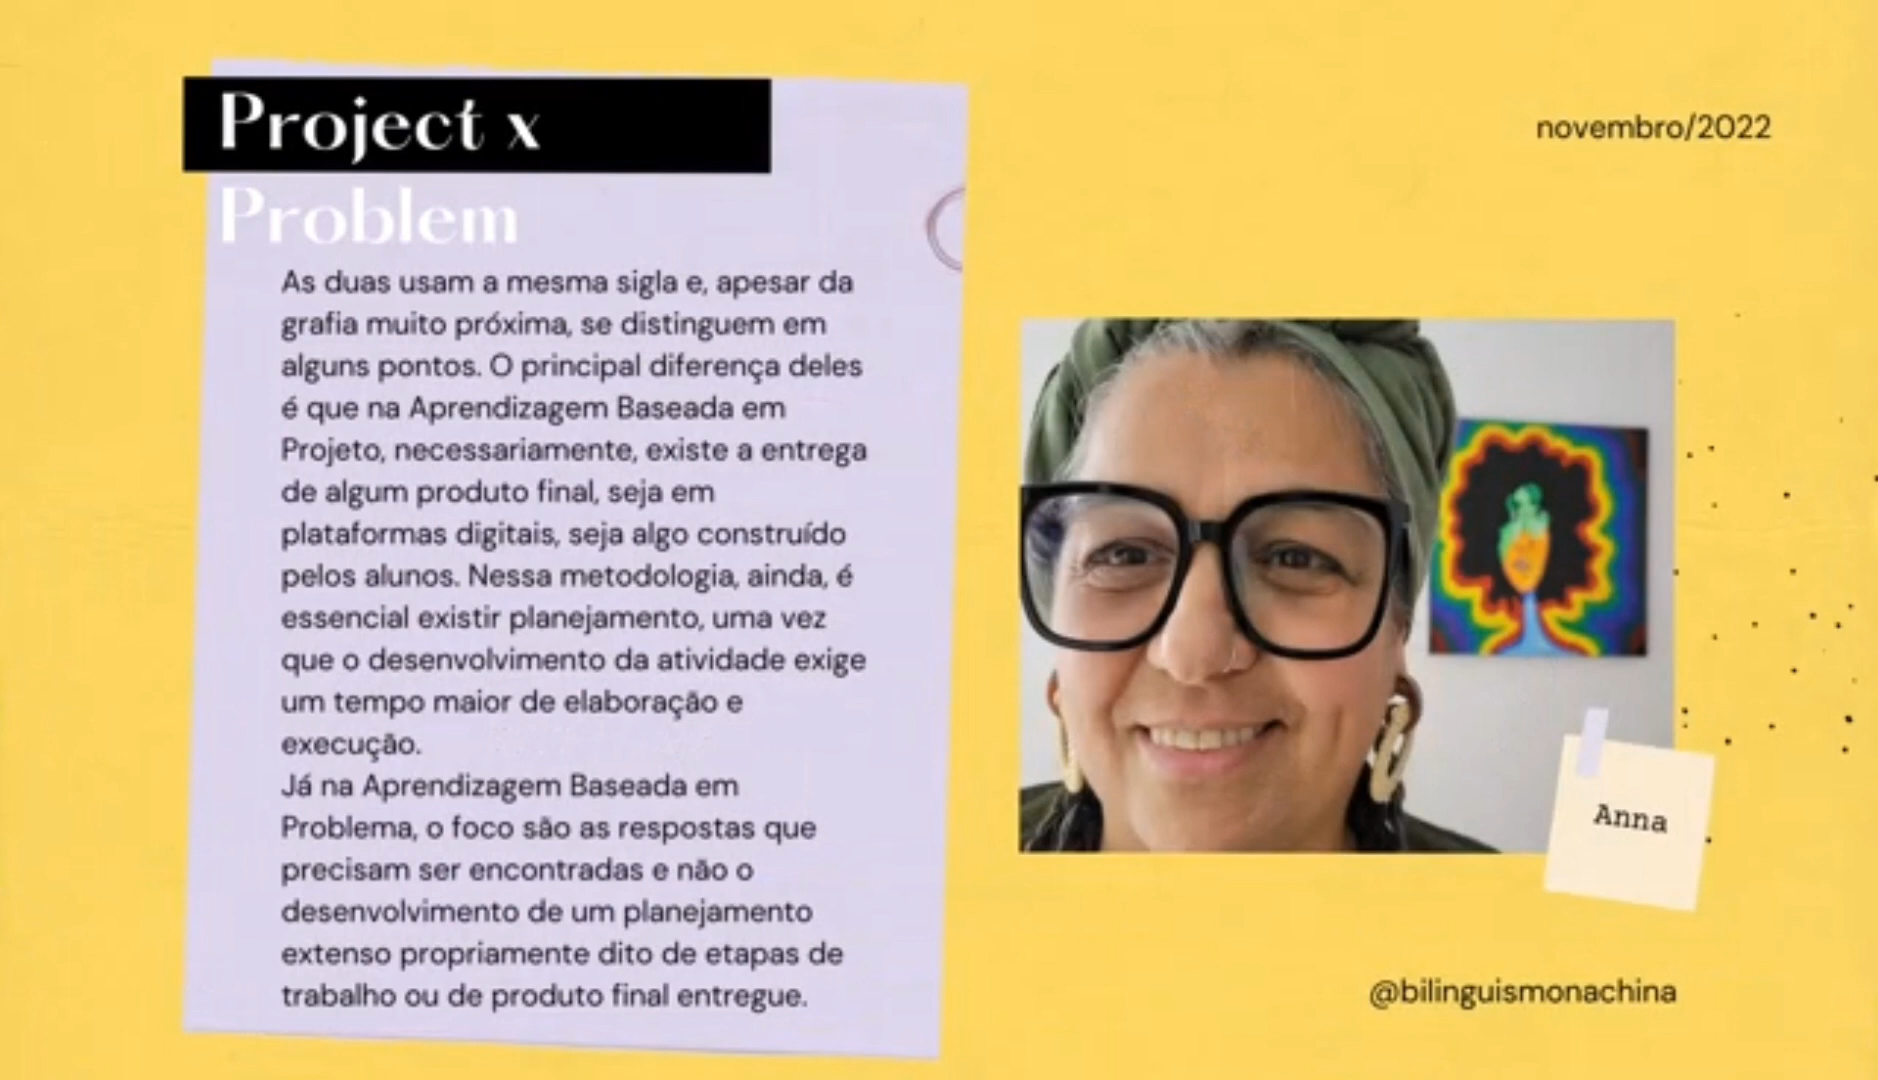 Project x
Problem
As duas usam a mesma sigla e, apesar da
grafia muito próxima, se distinguem em
alguns pontos. O principal diferença deles
é que na Aprendizagem Baseada em
Projeto, necessariamente, existe a entrega
de algum produto final, seja em
plataformas digitais, seja algo construído
pelos alunos. Nessa metodologia, ainda, é
essencial existir planejamento, uma vez
que o desenvolvimento da atividade exige
um tempo maior de elaboração e
execução.
Já na Aprendizagem Baseada em
Problema, o foco são as respostas que
precisam ser encontradas e não o
desenvolvimento de um planejamento
extenso propriamente dito de etapas de
trabalho ou de produto final entregue.
novembro/2022
Anna
@bilinguismonachina